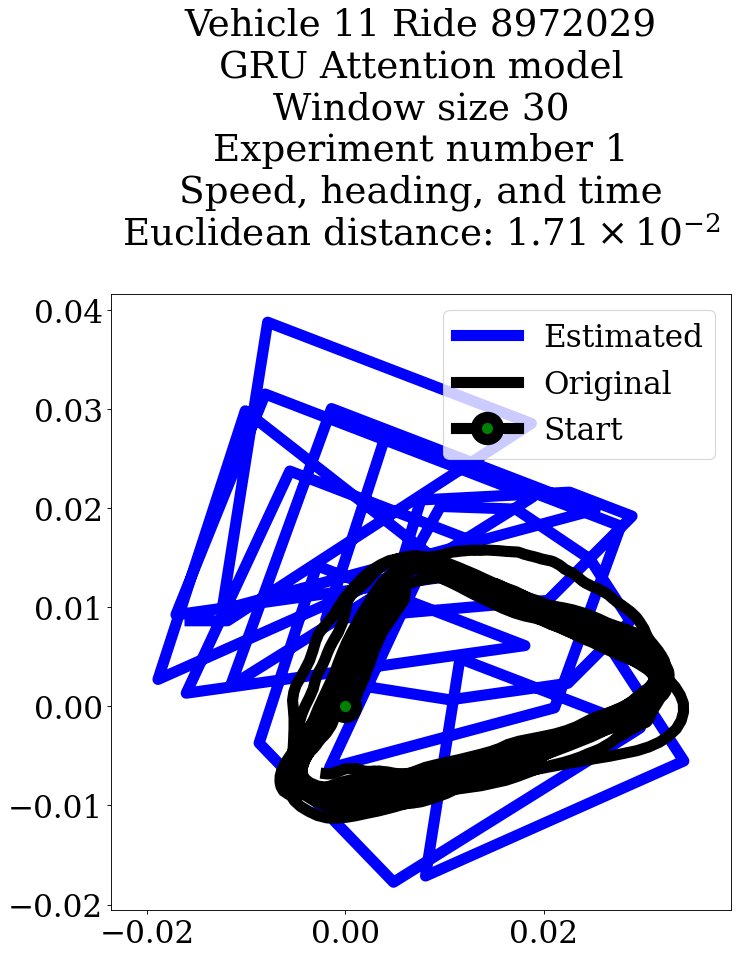 Vehicle 11 Ride 8972029
GRU Attention model
Window size 30
Experiment number 1
Speed, heading, and time
Euclidean distance: 1.71 × 10⁻²
Estimated
Original
Start
0.04
0.03
0.02
0.01
0.00
−0.01
−0.02
−0.02 0.00 0.02